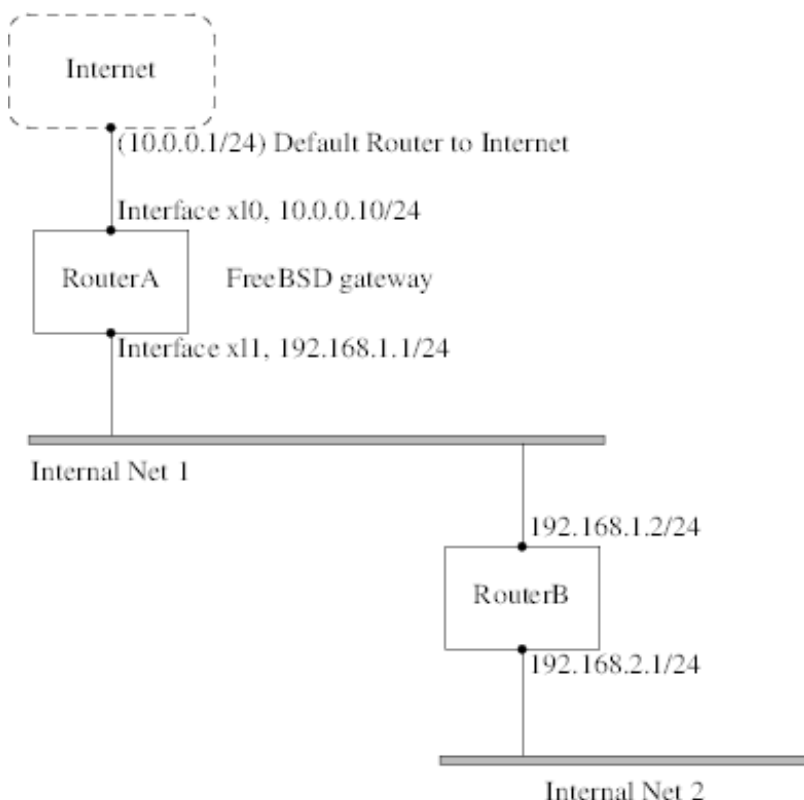 Internet
(10.0.0.1/24) Default Router to Internet
Interface xl0, 10.0.0.10/24
RouterA
FreeBSD gateway
Interface xl1, 192.168.1.1/24
Internal Net 1
192.168.1.2/24
RouterB
192.168.2.1/24
Internal Net 2